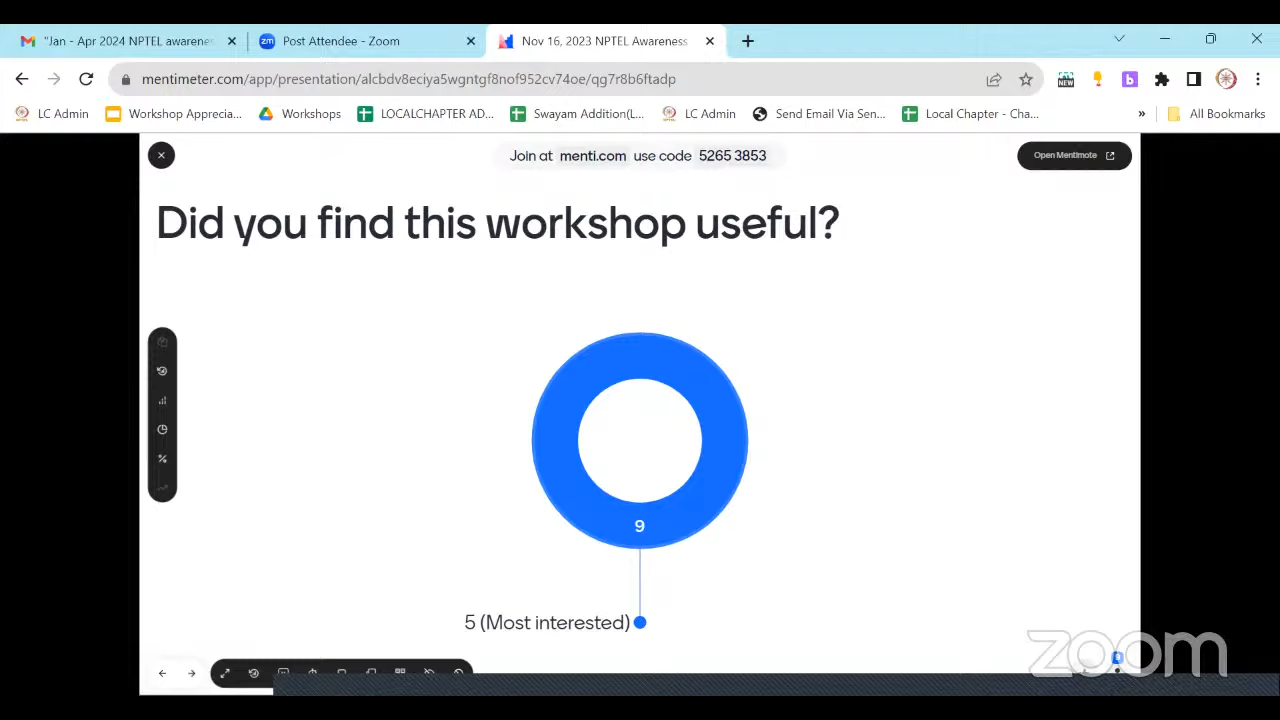 "Jan - Apr 2024 NPTEL awarenes
zm Post Attendee - Zoom
Nov 16, 2023 NPTEL Awareness
mentimeter.com/app/presentation/alcbdv8eciya5wgntgf8nof952cv74oe/qg7r8b6ftadp
NEW
b
LC Admin
Workshop Apprecia...
Workshops
LOCALCHAPTER AD...
Swayam Addition(L...
LC Admin
Send Email Via Sen...
Local Chapter - Cha...
»
All Bookmarks
Join at menti.com use code 5265 3853
Open Mentimote
Did you find this workshop useful?
9
5 (Most interested)
zoom